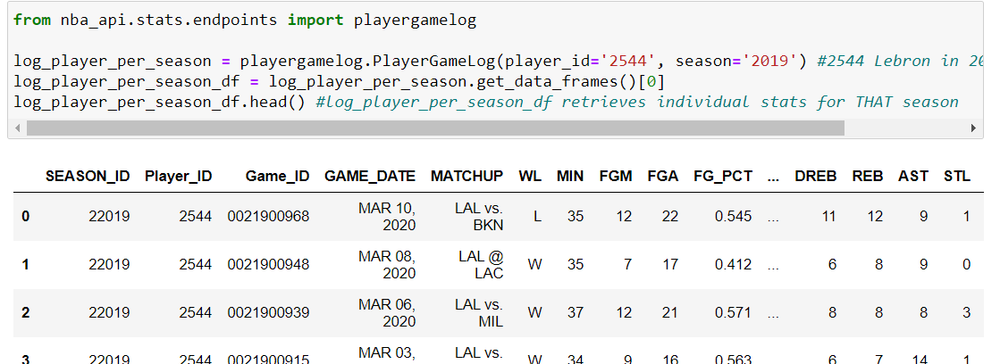 from nba_api.stats.endpoints import playergamelog
log_player_per_season = playergamelog.PlayerGameLog(player_id='2544', season='2019') #2544 Lebron in 20
log_player_per_season_df = log_player_per_season.get_data_frames()[0]
log_player_per_season_df.head() #log_player_per_season_df retrieves individual stats for THAT season
SEASON_ID Player_ID Game_ID GAME_DATE MATCHUP WL MIN FGM FGA FG_PCT ... DREB REB AST STL
0 22019 2544 0021900968 MAR 10, 2020 LAL vs. BKN L 35 12 22 0.545 ... 11 12 9 1
1 22019 2544 0021900948 MAR 08, 2020 LAL @ LAC W 35 7 17 0.412 ... 6 8 9 0
2 22019 2544 0021900939 MAR 06, 2020 LAL vs. MIL W 37 12 21 0.571 ... 8 8 8 3
3 22019 2544 0021900915 MAR 03, LAL vs. W 34 9 16 0.563 ... 6 7 14 1